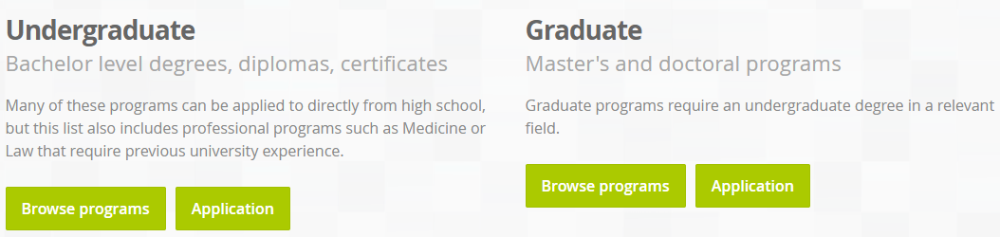 Undergraduate
Bachelor level degrees, diplomas, certificates
Many of these programs can be applied to directly from high school,
but this list also includes professional programs such as Medicine or
Law that require previous university experience.
Browse programs
Application
Graduate
Master's and doctoral programs
Graduate programs require an undergraduate degree in a relevant
field.
Browse programs
Application